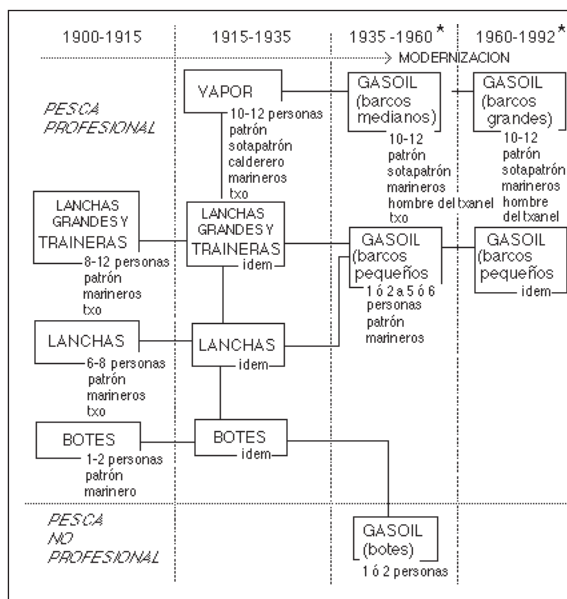 1900-1915
1915-1935
1935 -1960*
1960-1992*
MODERNIZACION
PESCA
PROFESIONAL
VAPOR
10-12 personas
patrón
sotapatrón
calderero
marineros
txo
GASOIL
(barcos
medianos)
10-12
patrón
sotapatrón
marineros
hombre del txanel
txo
GASOIL
(barcos
grandes)
10-12
patrón
sotapatrón
marineros
hombre
del txanel
LANCHAS
GRANDES Y
TRAINERAS
8-12 personas
patrón
marineros
txo
LANCHAS
GRANDES Y
TRAINERAS
idem
GASOIL
(barcos
pequeños
1 ó 2 a 5 ó 6
personas
patrón
marineros
GASOIL
(barcos
pequeños)
idem
LANCHAS
6-8 personas
patrón
marineros
txo
LANCHAS
idem
BOTES
1-2 personas
patrón
marinero
BOTES
idem
PESCA
NO
PROFESIONAL
GASOIL
(botes)
1 ó 2 personas